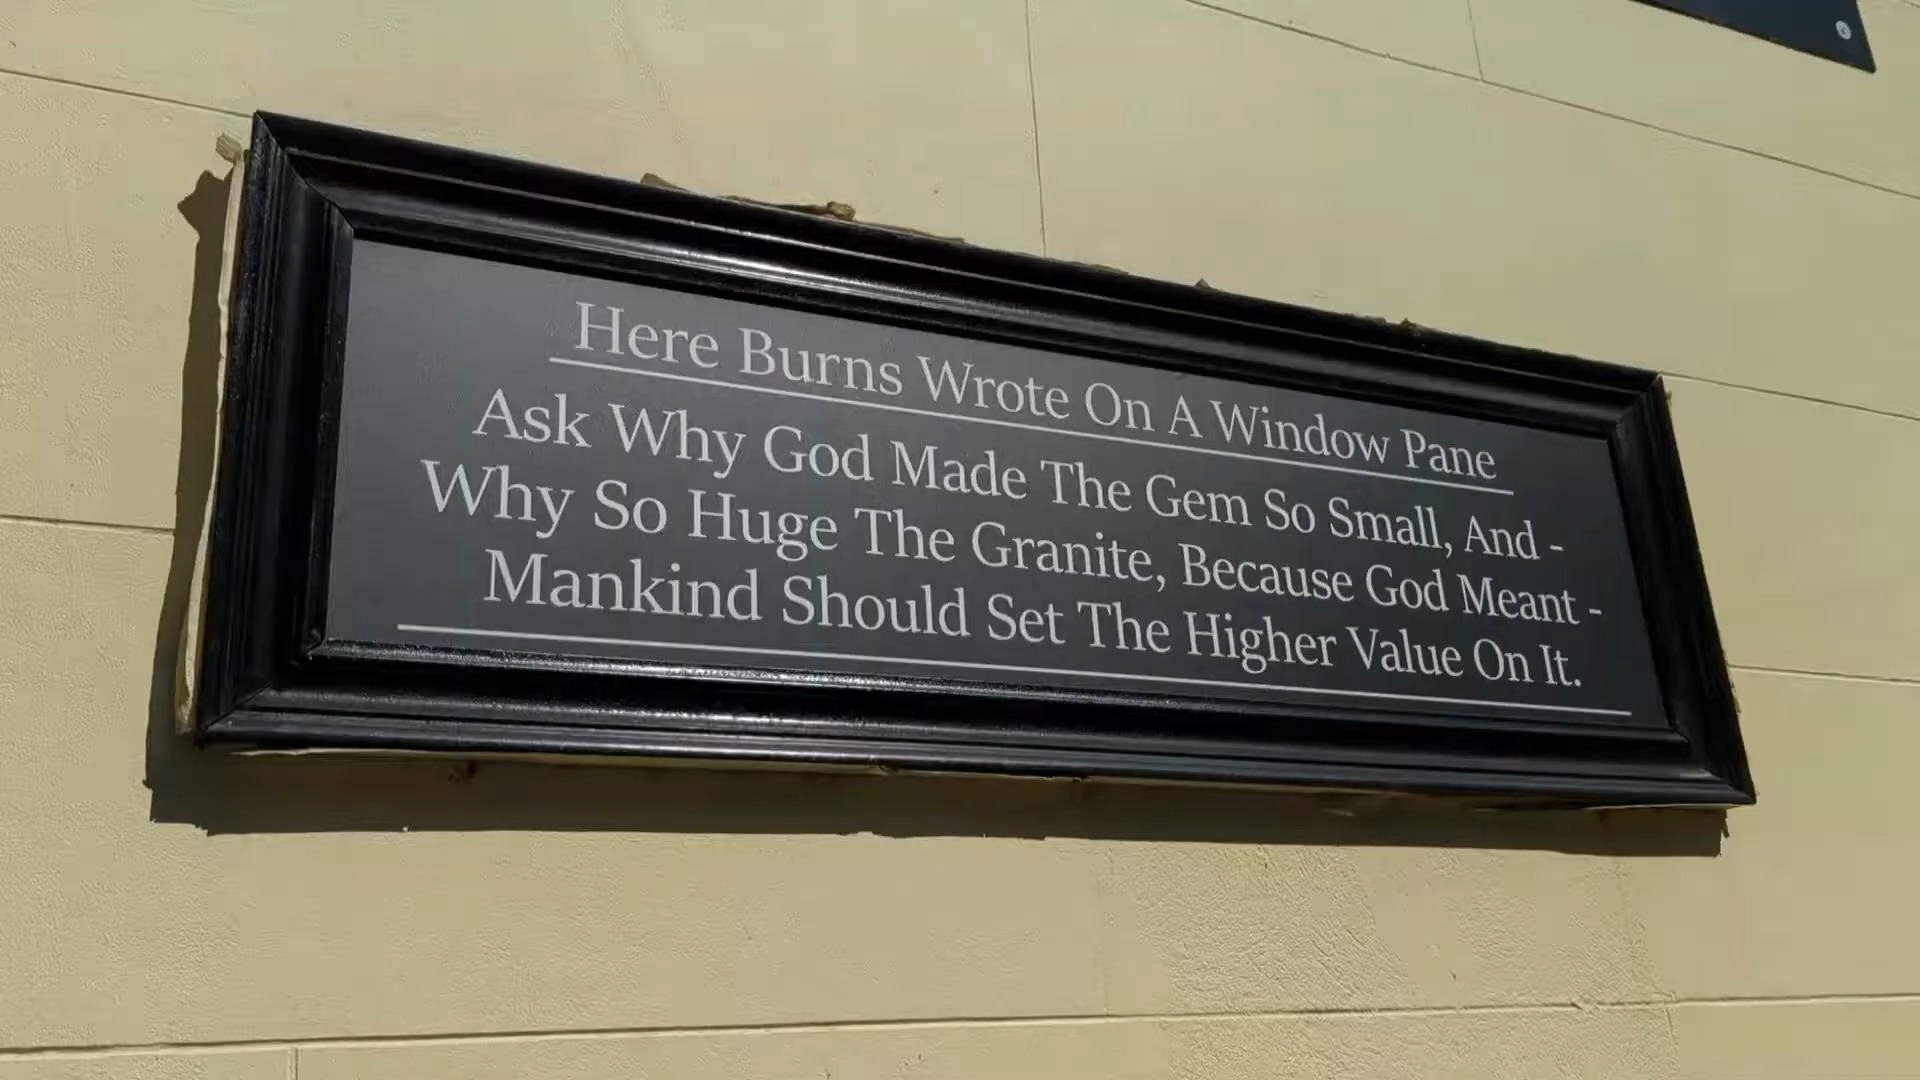 Here Burns Wrote On A Window Pane
Ask Why God Made The Gem So Small, And -
Why So Huge The Granite, Because God Meant -
Mankind Should Set The Higher Value On It.